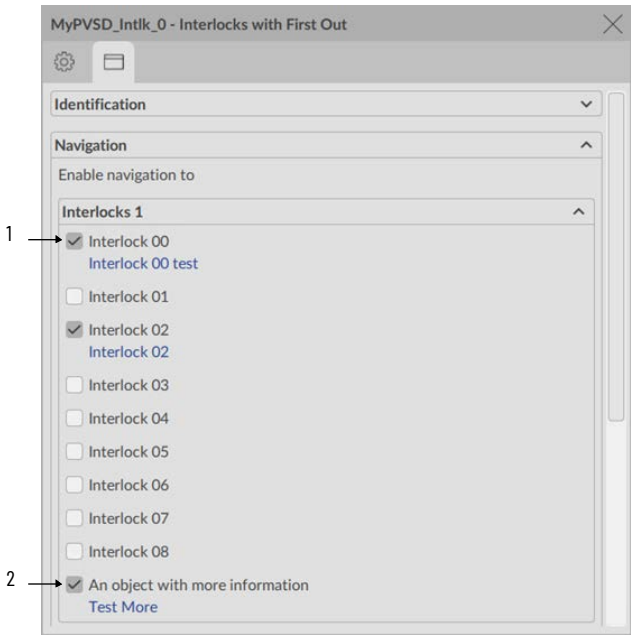 MyPVSD_Intlk_0 - Interlocks with First Out
Identification
Navigation
Enable navigation to
Interlocks 1
1
Interlock 00
Interlock 00 test
Interlock 01
Interlock 02
Interlock 02
Interlock 03
Interlock 04
Interlock 05
Interlock 06
Interlock 07
Interlock 08
2
An object with more information
Test More